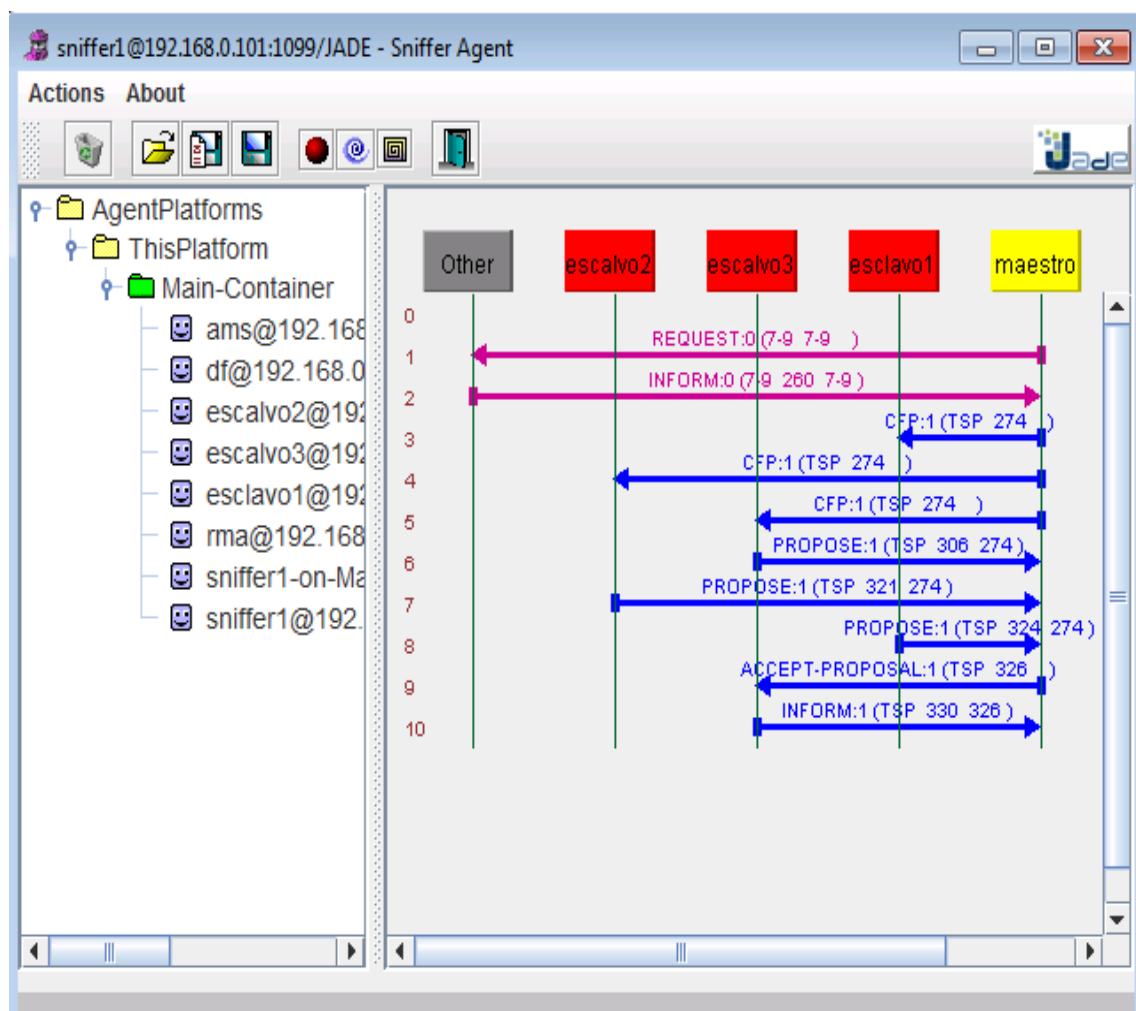 sniffer1@192.168.0.101:1099/JADE - Sniffer Agent
Actions About
Jade
AgentPlatforms
ThisPlatform
Main-Container
ams@192.168
df@192.168.0
escalvo2@192
escalvo3@192
esclavo1@192
rma@192.168
sniffer1-on-Ma
sniffer1@192.
Other escalvo2 escalvo3 esclavo1 maestro
0
REQUEST:0 (7-9 7-9 )
1
INFORM:0 (7-9 260 7-9 )
2
CFP:1 (TSP 274 )
3
CFP:1 (TSP 274 )
4
CFP:1 (TSP 274 )
5
PROPOSE:1 (TSP 306 274)
6
PROPOSE:1 (TSP 321 274)
7
PROPOSE:1 (TSP 324 274)
8
ACCEPT-PROPOSAL:1 (TSP 326 )
9
INFORM:1 (TSP 330 326 )
10